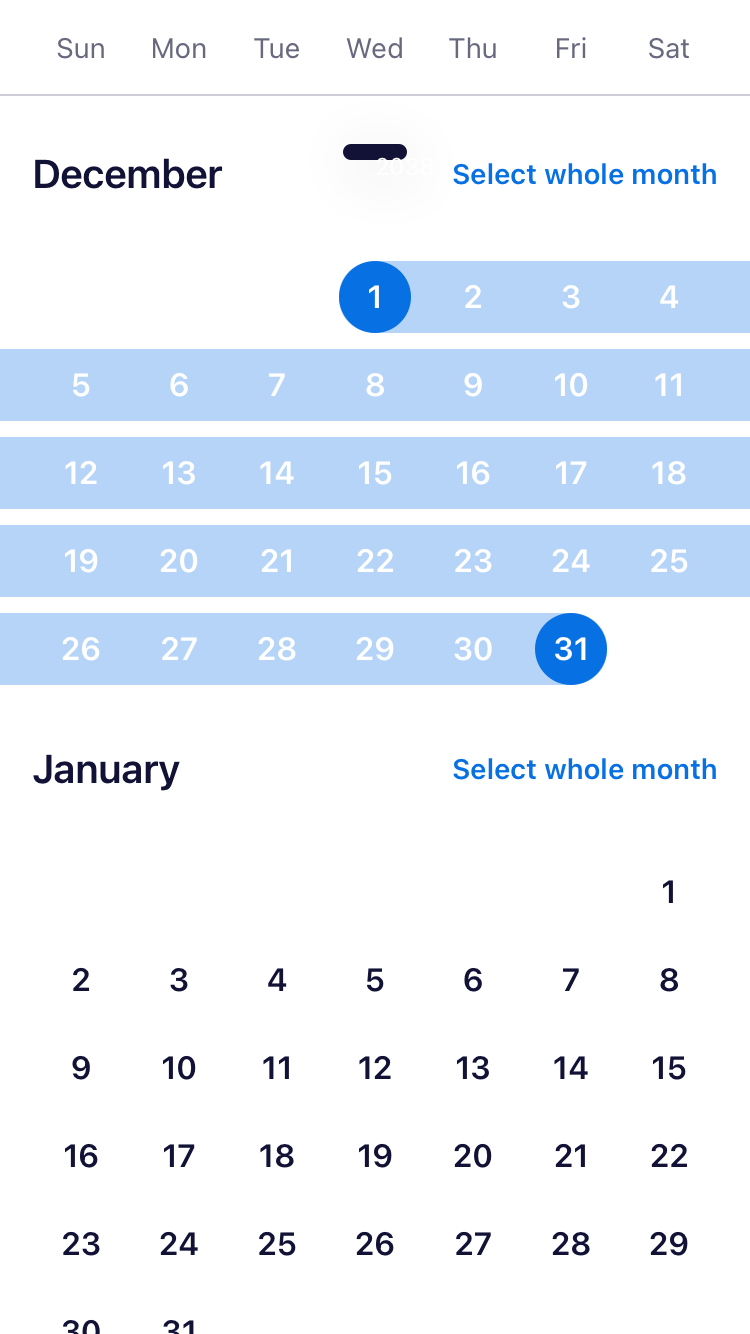 Sun Mon Tue Wed Thu Fri Sat
December 2038 Select whole month
1 2 3 4
5 6 7 8 9 10 11
12 13 14 15 16 17 18
19 20 21 22 23 24 25
26 27 28 29 30 31
January Select whole month
1
2 3 4 5 6 7 8
9 10 11 12 13 14 15
16 17 18 19 20 21 22
23 24 25 26 27 28 29
30 31